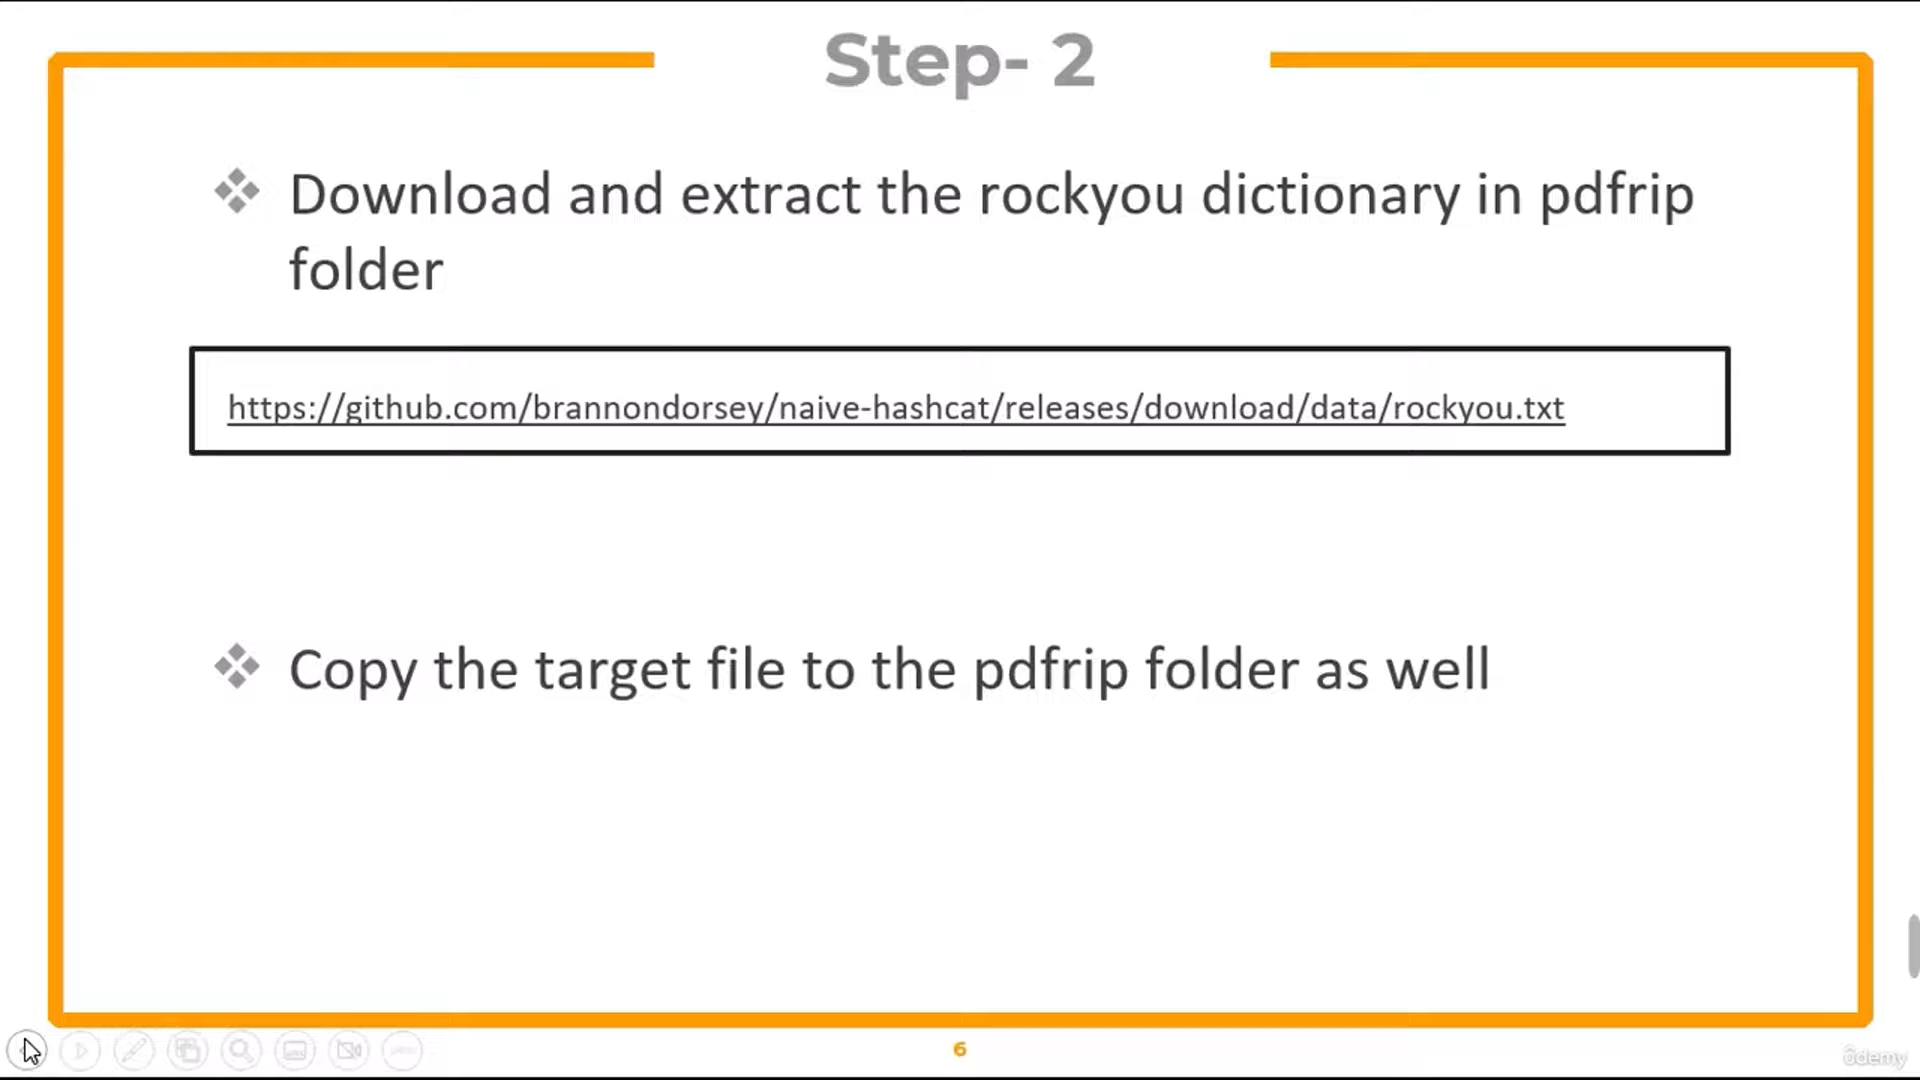 Step- 2
Download and extract the rockyou dictionary in pdfrip
folder
https://github.com/brannondorsey/naive-hashcat/releases/download/data/rockyou.txt
Copy the target file to the pdfrip folder as well
6
ûdemy